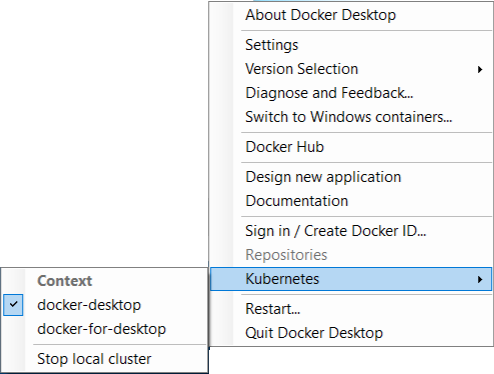 About Docker Desktop
Settings
Version Selection
Diagnose and Feedback...
Switch to Windows containers...
Docker Hub
Design new application
Documentation
Sign in / Create Docker ID...
Repositories
Kubernetes
Restart...
Quit Docker Desktop
Context
docker-desktop
docker-for-desktop
Stop local cluster